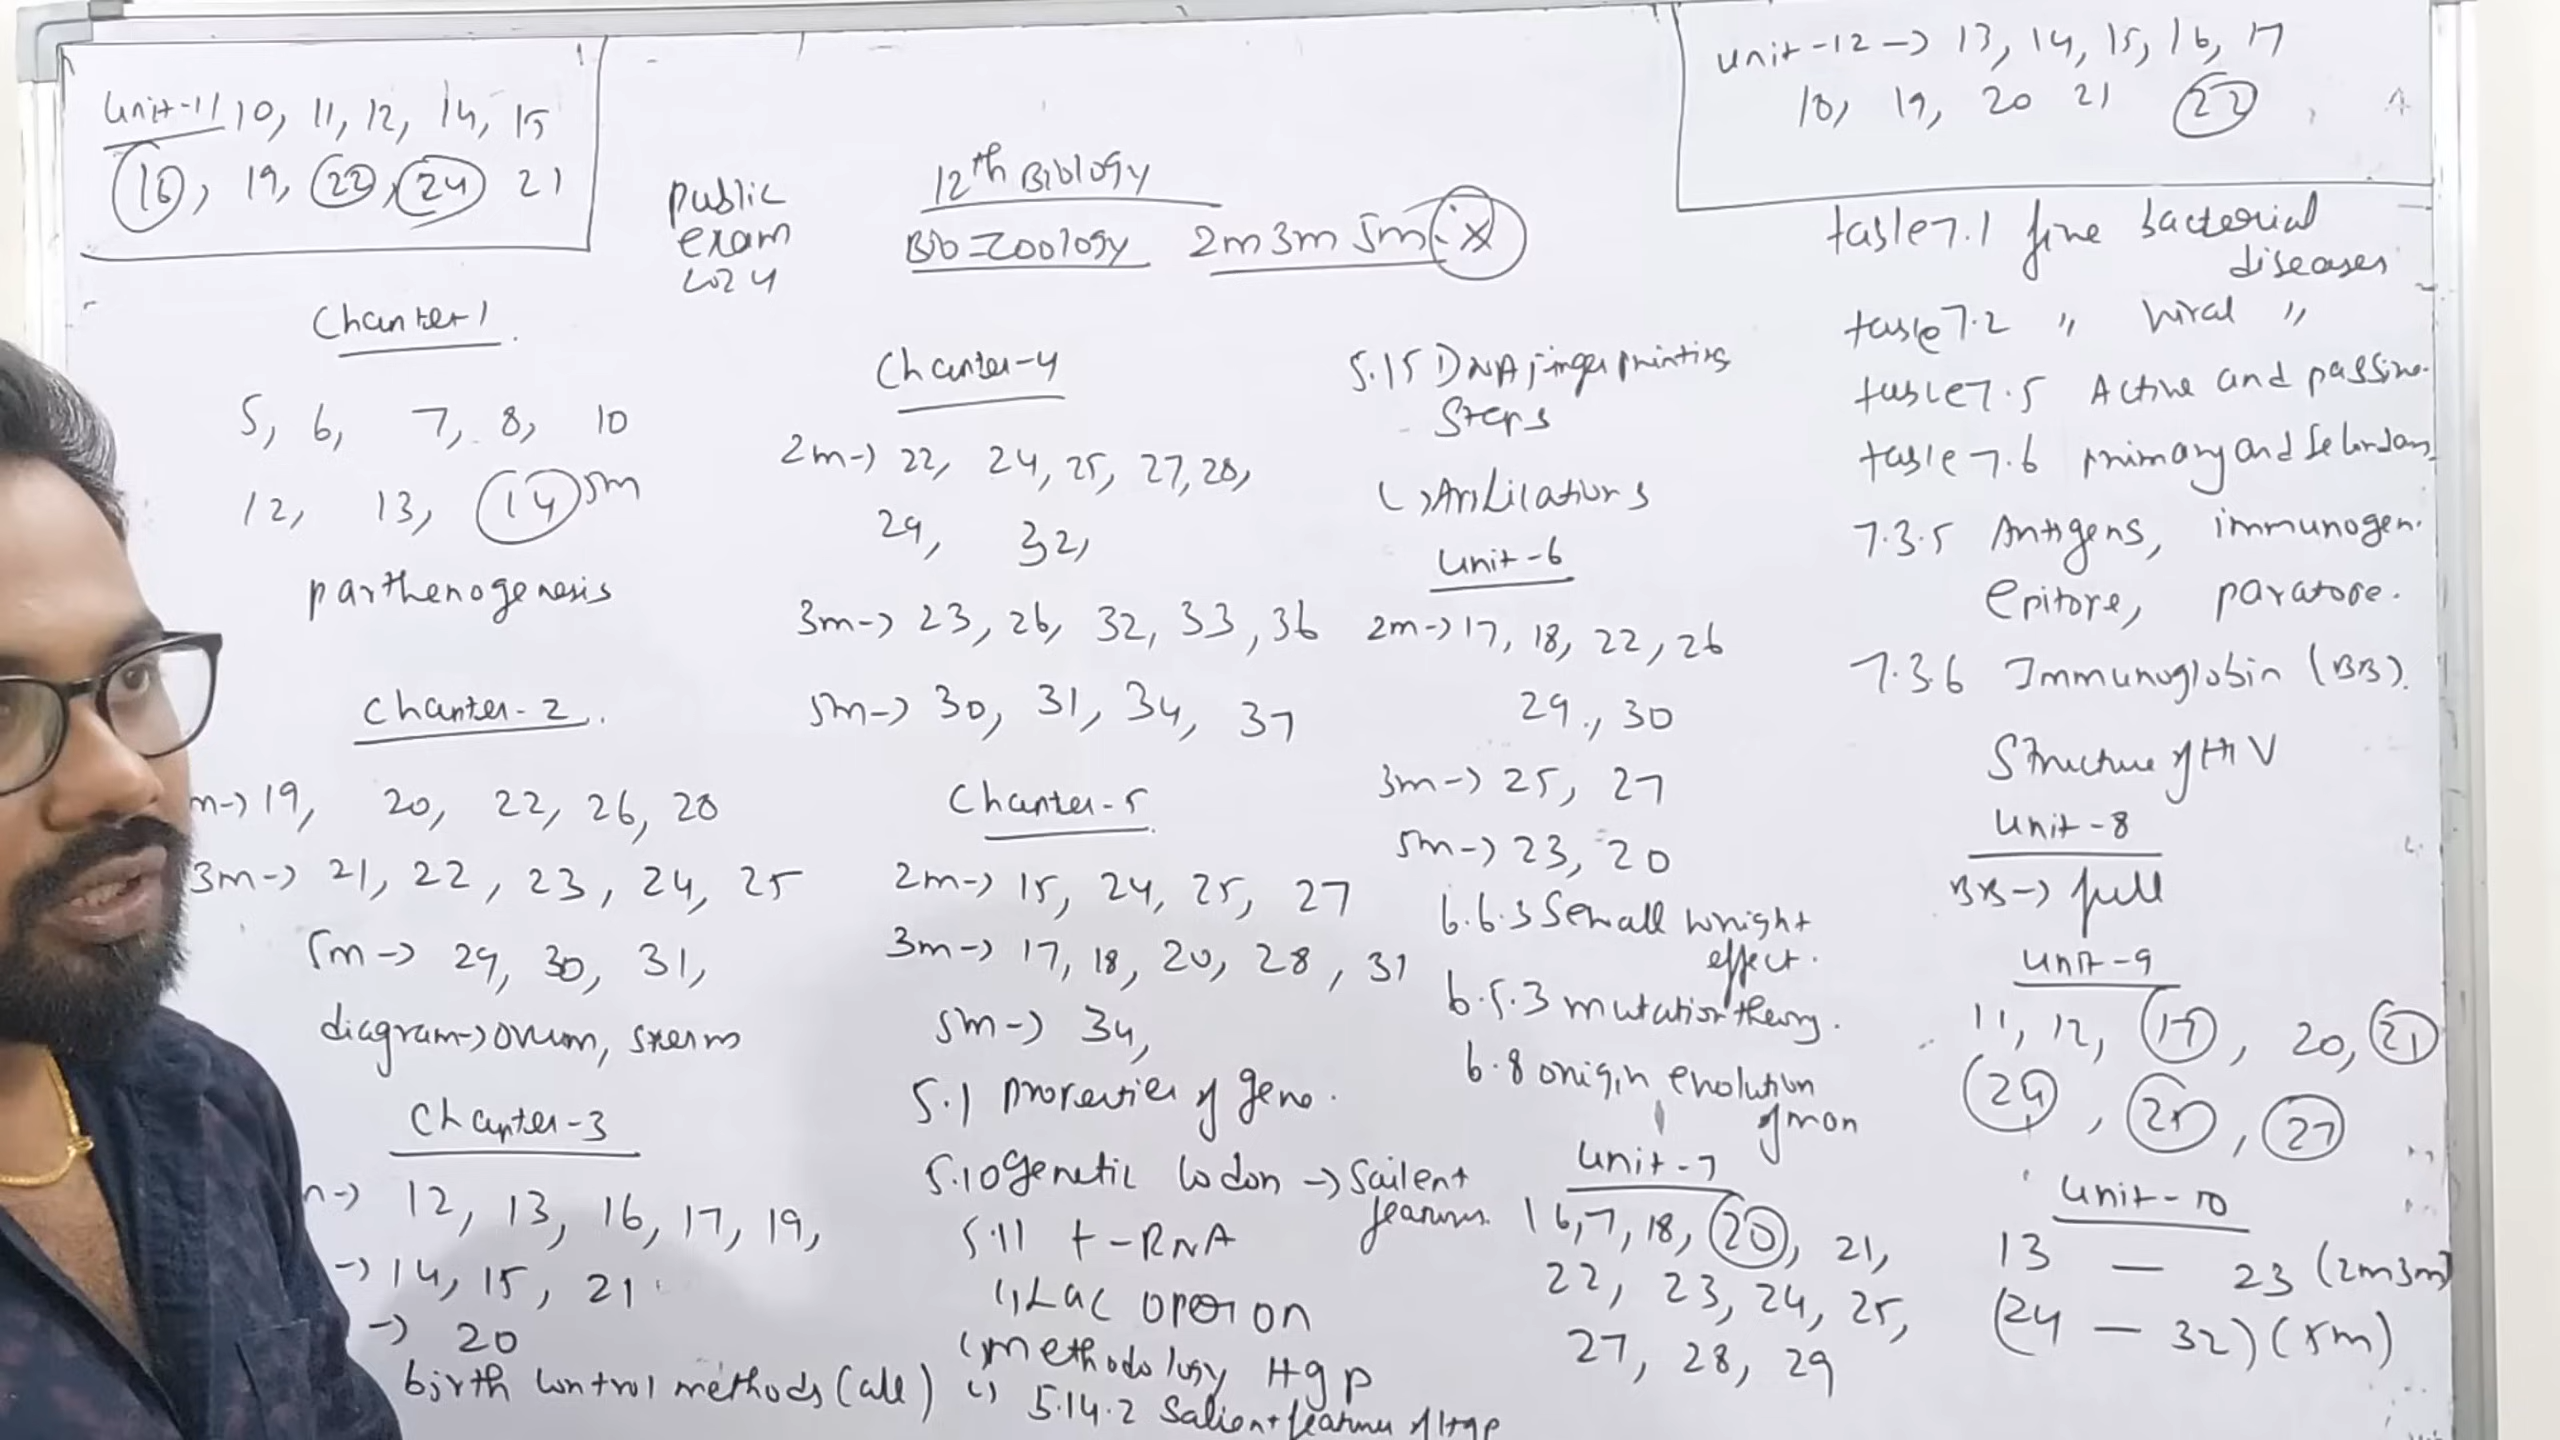 Unit-11 10, 11, 12, 14, 15
16, 19, 22, 24 21
public
exam
2024
12th Biology
Bio-Zoology 2m 3m 5m
Unit-12 -> 13, 14, 15, 16, 17
18, 19, 20 21 22
Chapter 1
5, 6, 7, 8, 10
12, 13, 14 5m
parthenogenesis
Chapter-2
m-> 19, 20, 22, 26, 28
3m-> 21, 22, 23, 24, 25
5m-> 29, 30, 31,
diagram-> ovum, sperm
Chapter-3
-> 12, 13, 16, 17, 19,
-> 14, 15, 21
-> 20
birth control methods (all)
Chapter-4
2m-> 22, 24, 25, 27, 28,
29, 32,
3m-> 23, 26, 32, 33, 36
5m-> 30, 31, 34, 37
Chapter-5
2m-> 15, 24, 25, 27
3m-> 17, 18, 20, 28, 31
5m-> 34,
5.1 properties of gene.
5.10 genetic codon -> Sailent
features.
5.11 t-RNA
Lac operon
methodology Hgp
5.14.2 Salient features of Hgp
5.15 DNA finger printing
Steps
Applications
Unit-6
2m-> 17, 18, 22, 26
29, 30
3m-> 25, 27
5m-> 23, 20
6.6.3 Sewall wright
effect.
6.5.3 mutation theory.
6.8 origin evolution
of man
Unit-7
16, 7, 18, 20, 21,
22, 23, 24, 25,
27, 28, 29
table 7.1 five bacterial
diseases
table 7.2 " viral "
table 7.5 Active and passive.
table 7.6 primary and Secondary
7.3.5 Antigens, immunogen.
epitope, paratope.
7.3.6 Immunoglobin (BB).
Structure of HIV
Unit-8
BB-> full
Unit-9
11, 12, 17, 20, 21
24, 25, 27
Unit-10
13 — 23 (2m3m)
(24 — 32) (5m)